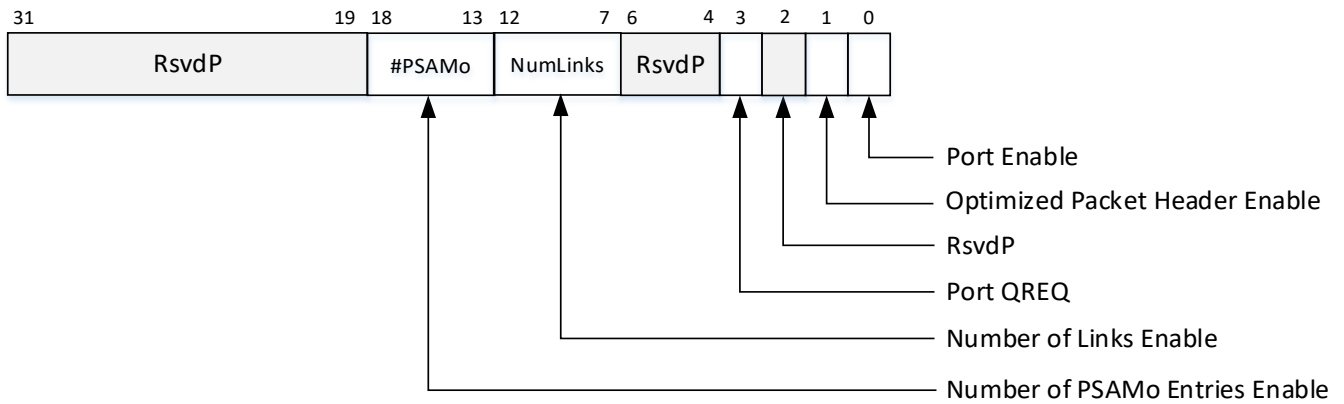 31 19 18 13 12 7 6 4 3 2 1 0
RsvdP #PSAMo NumLinks RsvdP
Port Enable
Optimized Packet Header Enable
RsvdP
Port QREQ
Number of Links Enable
Number of PSAMo Entries Enable